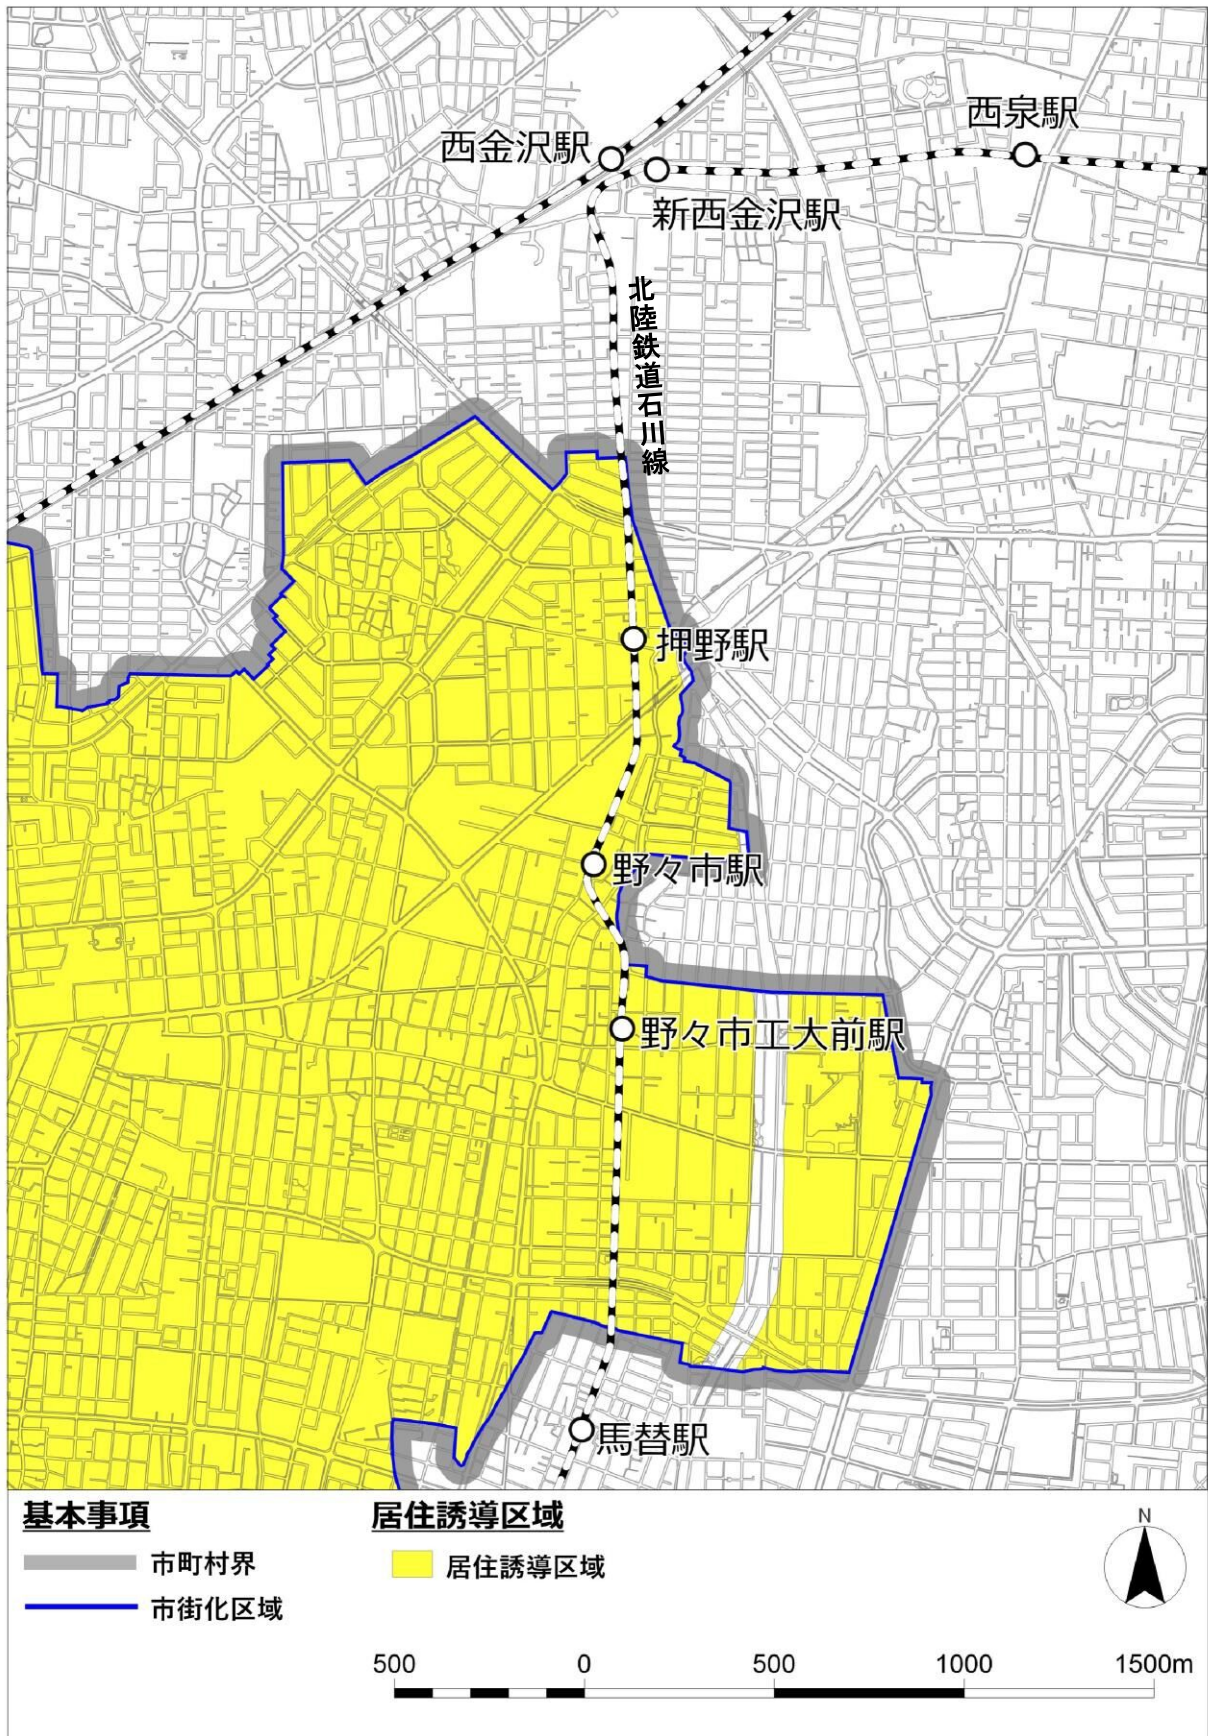 西泉駅
西金沢駅
新西金沢駅
北陸鉄道石川線
押野駅
野々市駅
野々市工大前駅
馬替駅
基本事項
居住誘導区域
市町村界
居住誘導区域
市街化区域
N
500 0 500 1000 1500m